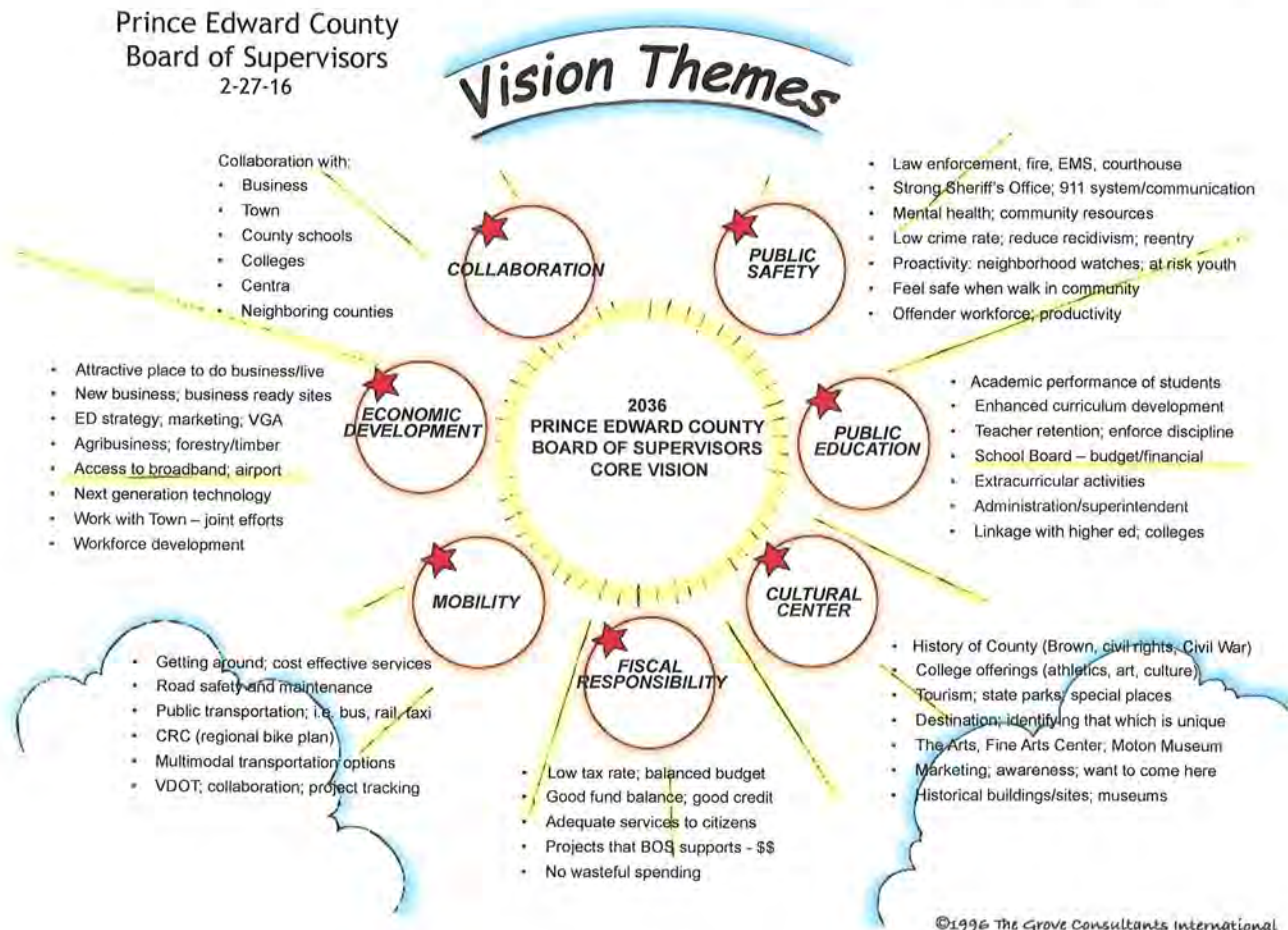 Prince Edward County
Board of Supervisors
2-27-16
Vision Themes
Collaboration with:
• Business
• Town
• County schools
• Colleges
• Centra
• Neighboring counties
COLLABORATION
PUBLIC
SAFETY
• Law enforcement, fire, EMS, courthouse
• Strong Sheriff's Office; 911 system/communication
• Mental health; community resources
• Low crime rate; reduce recidivism; reentry
• Proactivity: neighborhood watches; at risk youth
• Feel safe when walk in community
• Offender workforce; productivity
• Attractive place to do business/live
• New business; business ready sites
• ED strategy; marketing; VGA
• Agribusiness; forestry/timber
• Access to broadband; airport
• Next generation technology
• Work with Town – joint efforts
• Workforce development
ECONOMIC
DEVELOPMENT
2036
PRINCE EDWARD COUNTY
BOARD OF SUPERVISORS
CORE VISION
PUBLIC
EDUCATION
• Academic performance of students
• Enhanced curriculum development
• Teacher retention; enforce discipline
• School Board – budget/financial
• Extracurricular activities
• Administration/superintendent
• Linkage with higher ed; colleges
MOBILITY
• Getting around; cost effective services
• Road safety and maintenance
• Public transportation; i.e. bus, rail, taxi
• CRC (regional bike plan)
• Multimodal transportation options
• VDOT; collaboration; project tracking
FISCAL
RESPONSIBILITY
• Low tax rate; balanced budget
• Good fund balance; good credit
• Adequate services to citizens
• Projects that BOS supports - $$
• No wasteful spending
CULTURAL
CENTER
• History of County (Brown, civil rights, Civil War)
• College offerings (athletics, art, culture)
• Tourism; state parks; special places
• Destination; identifying that which is unique
• The Arts, Fine Arts Center; Moton Museum
• Marketing; awareness; want to come here
• Historical buildings/sites; museums
©1996 The Grove Consultants International